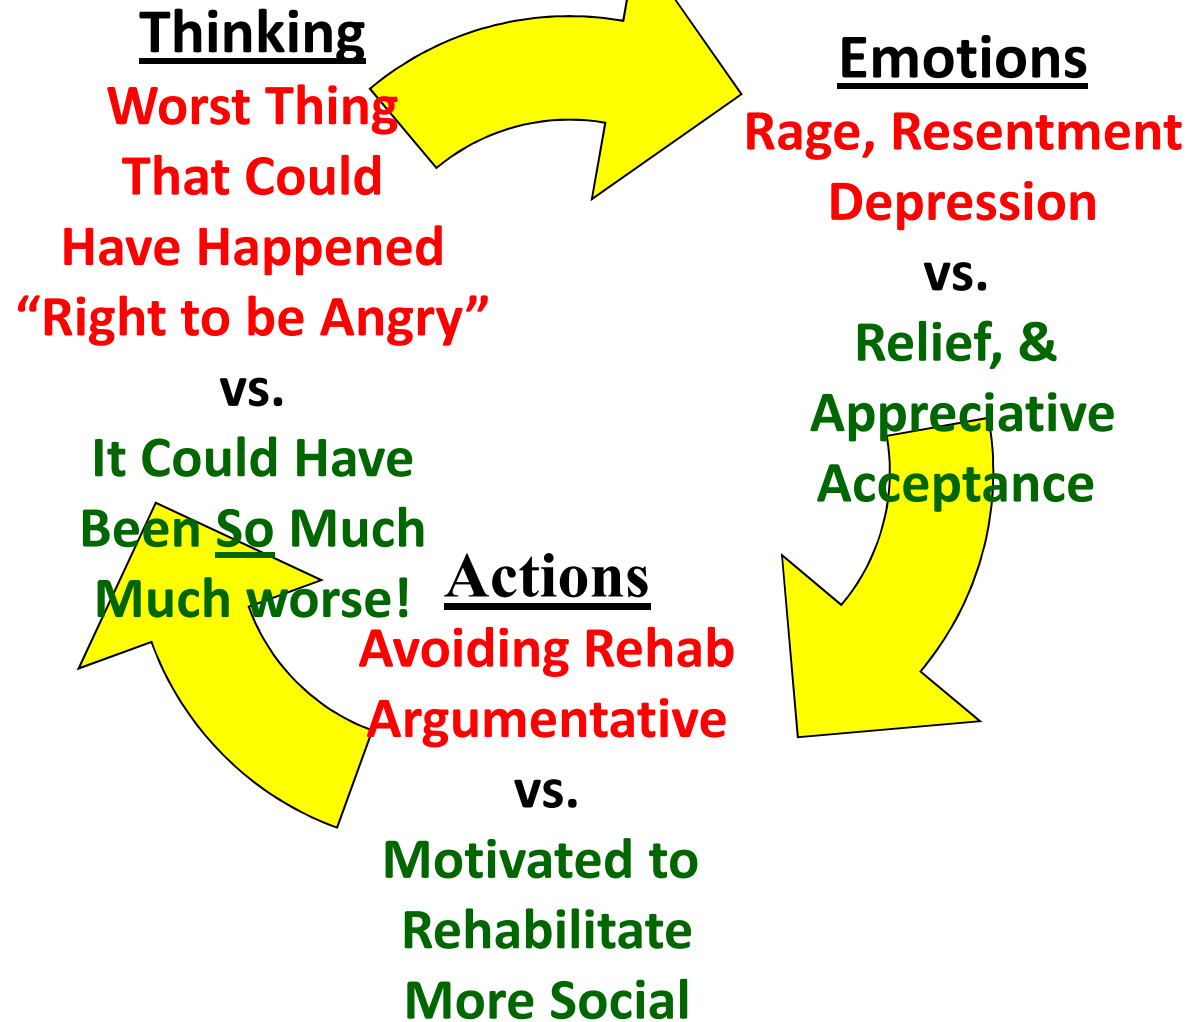 Thinking
Worst Thing
That Could
Have Happened
“Right to be Angry”
vs.
It Could Have
Been So Much
Much worse!
Emotions
Rage, Resentment
Depression
vs.
Relief, &
Appreciative
Acceptance
Actions
Avoiding Rehab
Argumentative
vs.
Motivated to
Rehabilitate
More Social